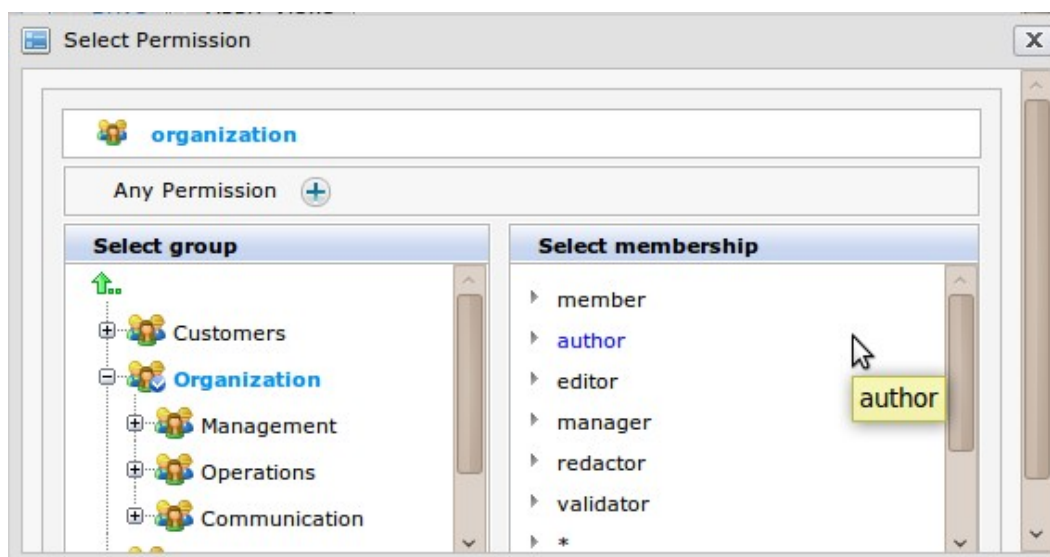 Select Permission
organization
Any Permission
Select group
Select membership
..
Customers
Organization
Management
Operations
Communication
member
author
editor
manager
redactor
validator
*
author